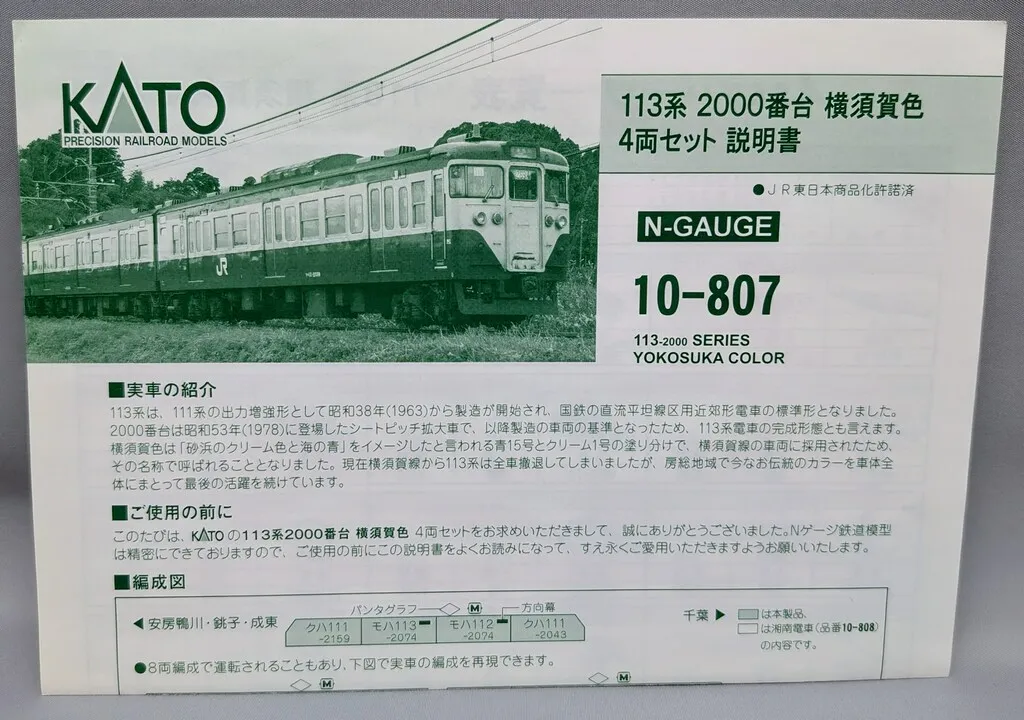 KATO
PRECISION RAILROAD MODELS
JR
113系 2000番台 横須賀色
4両セット 説明書
●JR東日本商品化許諾済
N-GAUGE
10-807
113-2000 SERIES
YOKOSUKA COLOR
■実車の紹介
113系は、111系の出力増強形として昭和38年(1963)から製造が開始され、国鉄の直流平坦線区用近郊形電車の標準形となりました。
2000番台は昭和53年(1978)に登場したシートピッチ拡大車で、以降製造の車両の基準となったため、113系電車の完成形態とも言えます。
横須賀色は「砂浜のクリーム色と海の青」をイメージしたと言われる青15号とクリーム1号の塗り分けで、横須賀線の車両に採用されたため、
その名称で呼ばれることとなりました。現在横須賀線から113系は全車撤退してしまいましたが、房総地域で今なお伝統のカラーを車体全
体にまとって最後の活躍を続けています。
■ご使用の前に
このたびは、KATOの113系2000番台 横須賀色 4両セットをお求めいただきまして、誠にありがとうございました。Nゲージ鉄道模型
は精密にできておりますので、ご使用の前にこの説明書をよくお読みになって、すえ永くご愛用いただきますようお願いいたします。
■編成図
パンタグラフ M 方向幕
◀安房鴨川・銚子・成東
クハ111 モハ113 モハ112 クハ111
-2159 -2074 -2074 -2043
千葉▶
は本製品、
は湘南電車(品番10-808)
の内容です。
●8両編成で運転されることもあり、下図で実車の編成を再現できます。
M M